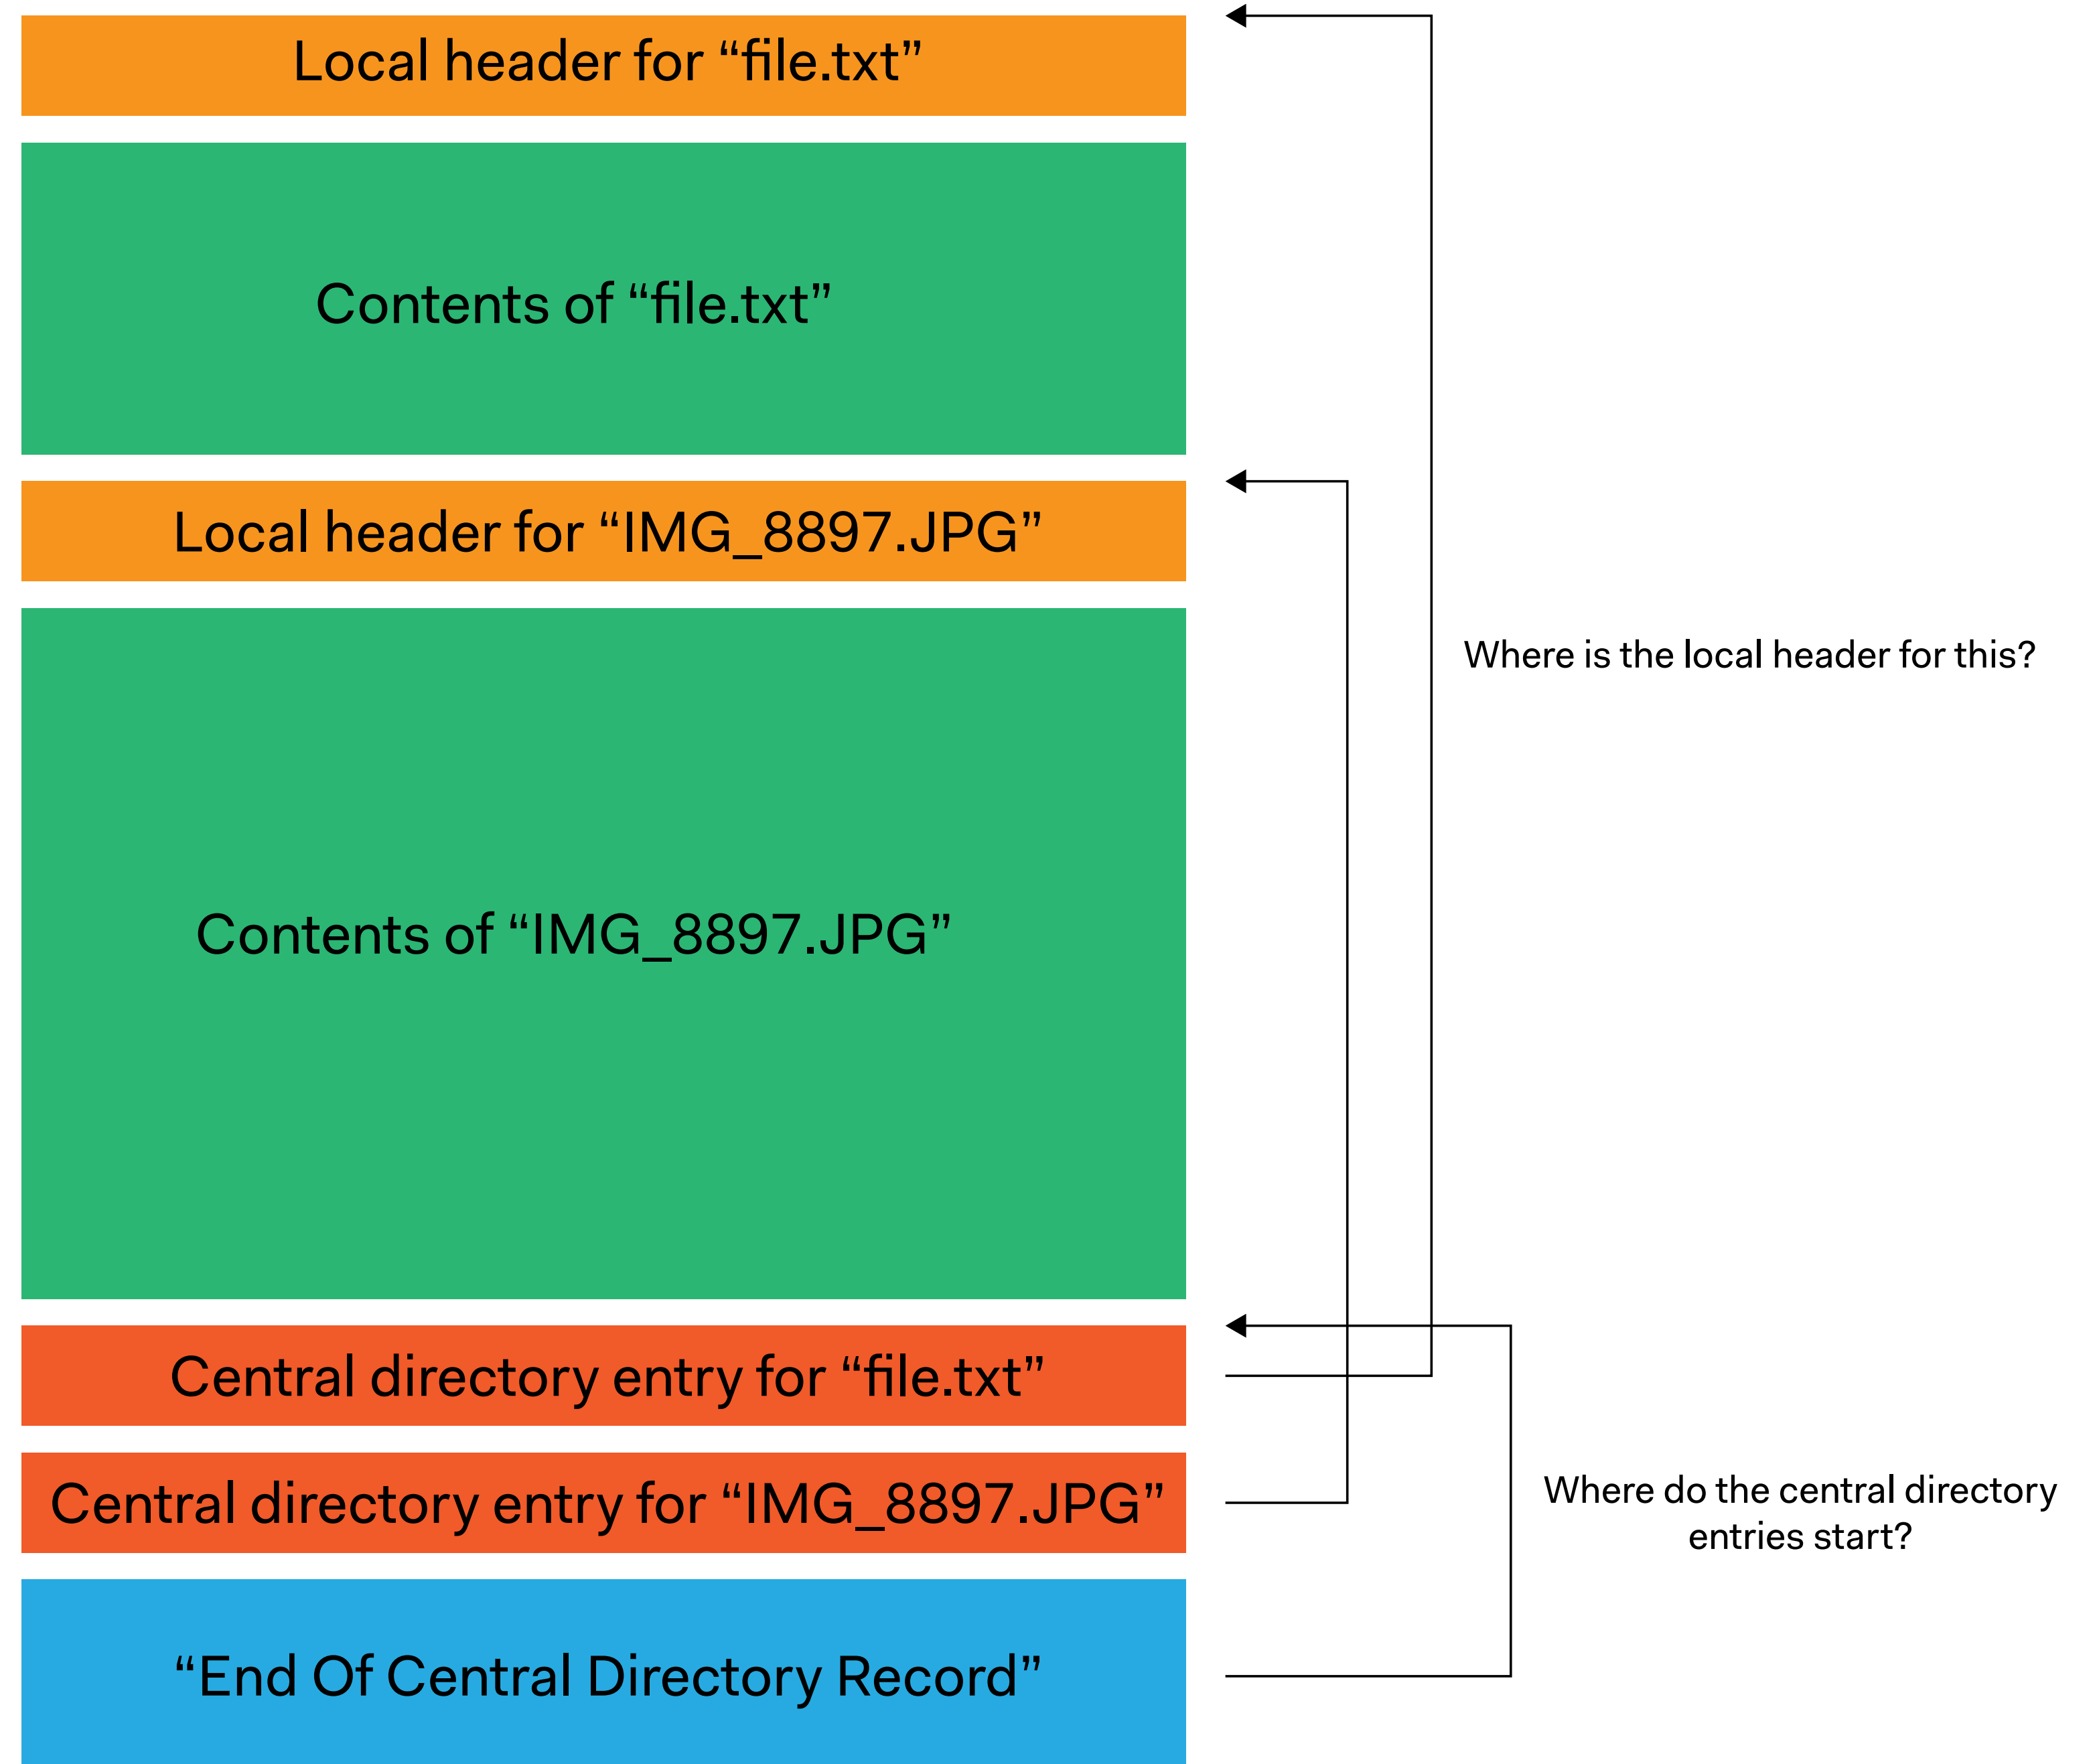 Local header for “file.txt”
Contents of “file.txt”
Local header for “IMG_8897.JPG”
Where is the local header for this?
Contents of “IMG_8897.JPG”
Central directory entry for “file.txt”
Central directory entry for “IMG_8897.JPG”
Where do the central directory
entries start?
“End Of Central Directory Record”